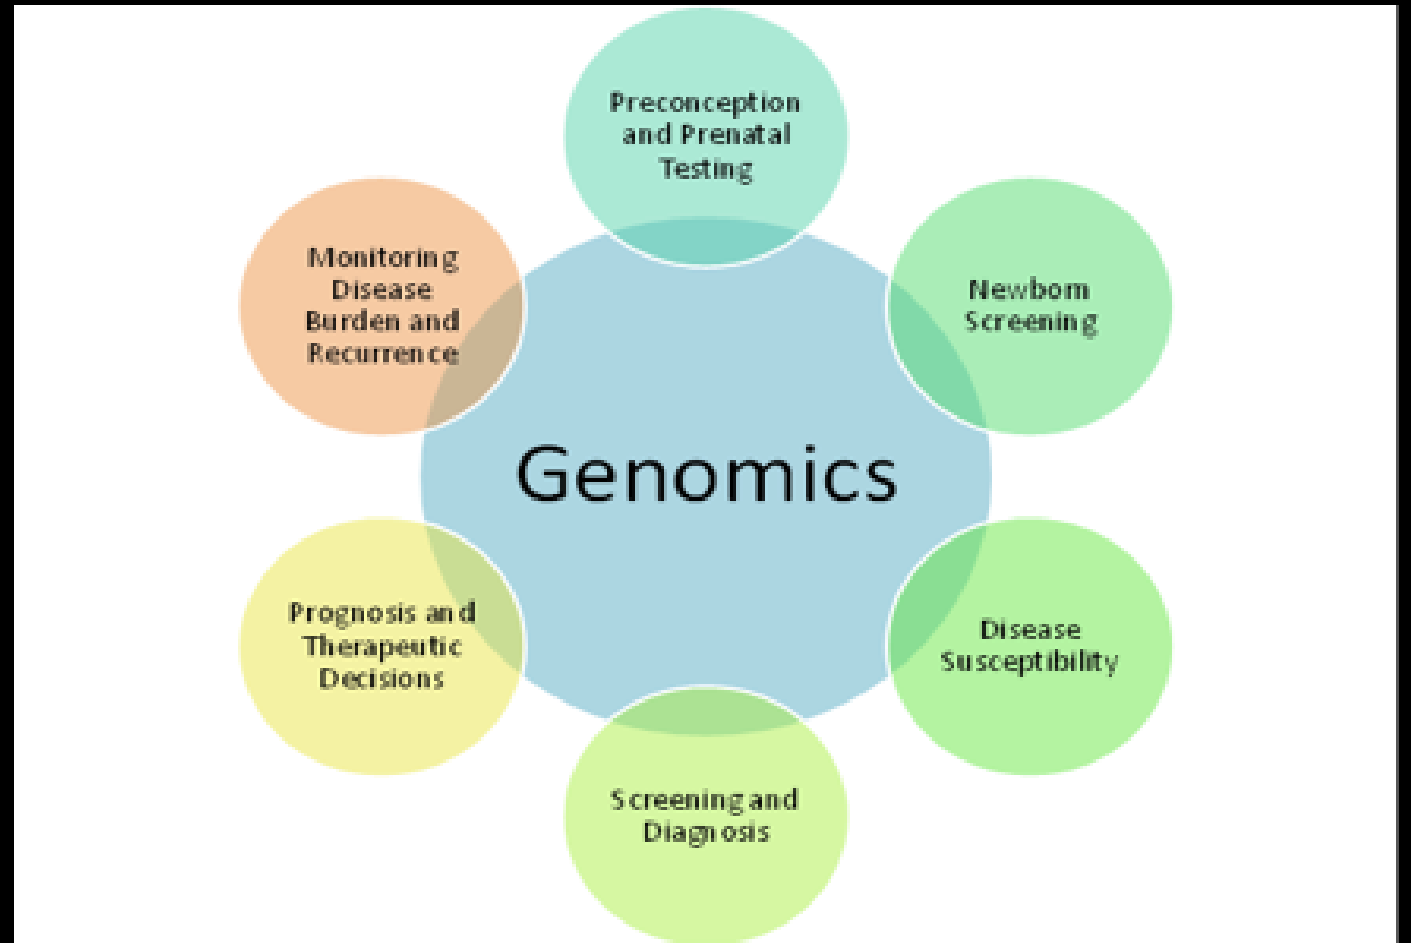 Preconception
and Prenatal
Testing
Newborn
Screening
Disease
Susceptibility
Screening and
Diagnosis
Prognosis and
Therapeutic
Decisions
Monitoring
Disease
Burden and
Recurrence
Genomics